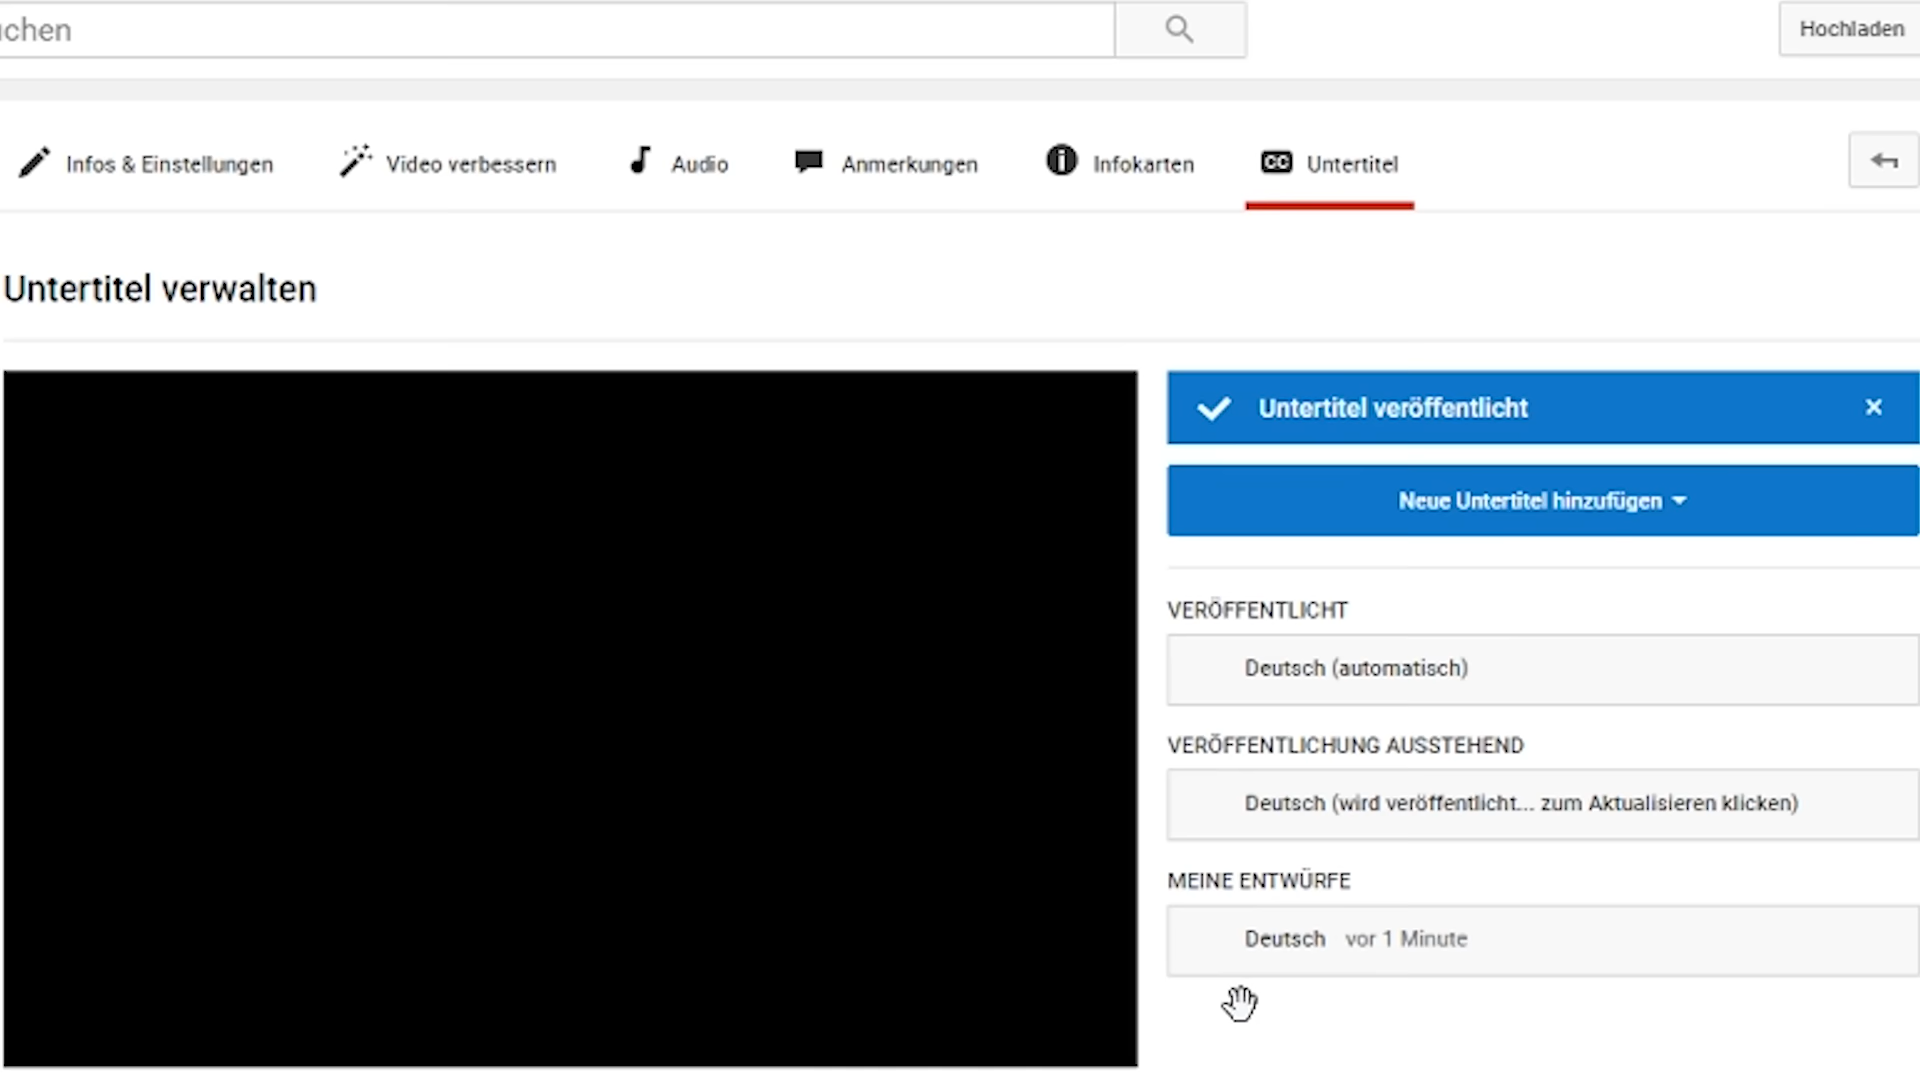 Hochladen
Infos & Einstellungen Video verbessern Audio Anmerkungen Infokarten CC Untertitel
Untertitel verwalten
Untertitel veröffentlicht
Neue Untertitel hinzufügen
VERÖFFENTLICHT
Deutsch (automatisch)
VERÖFFENTLICHUNG AUSSTEHEND
Deutsch (wird veröffentlicht... zum Aktualisieren klicken)
MEINE ENTWÜRFE
Deutsch vor 1 Minute